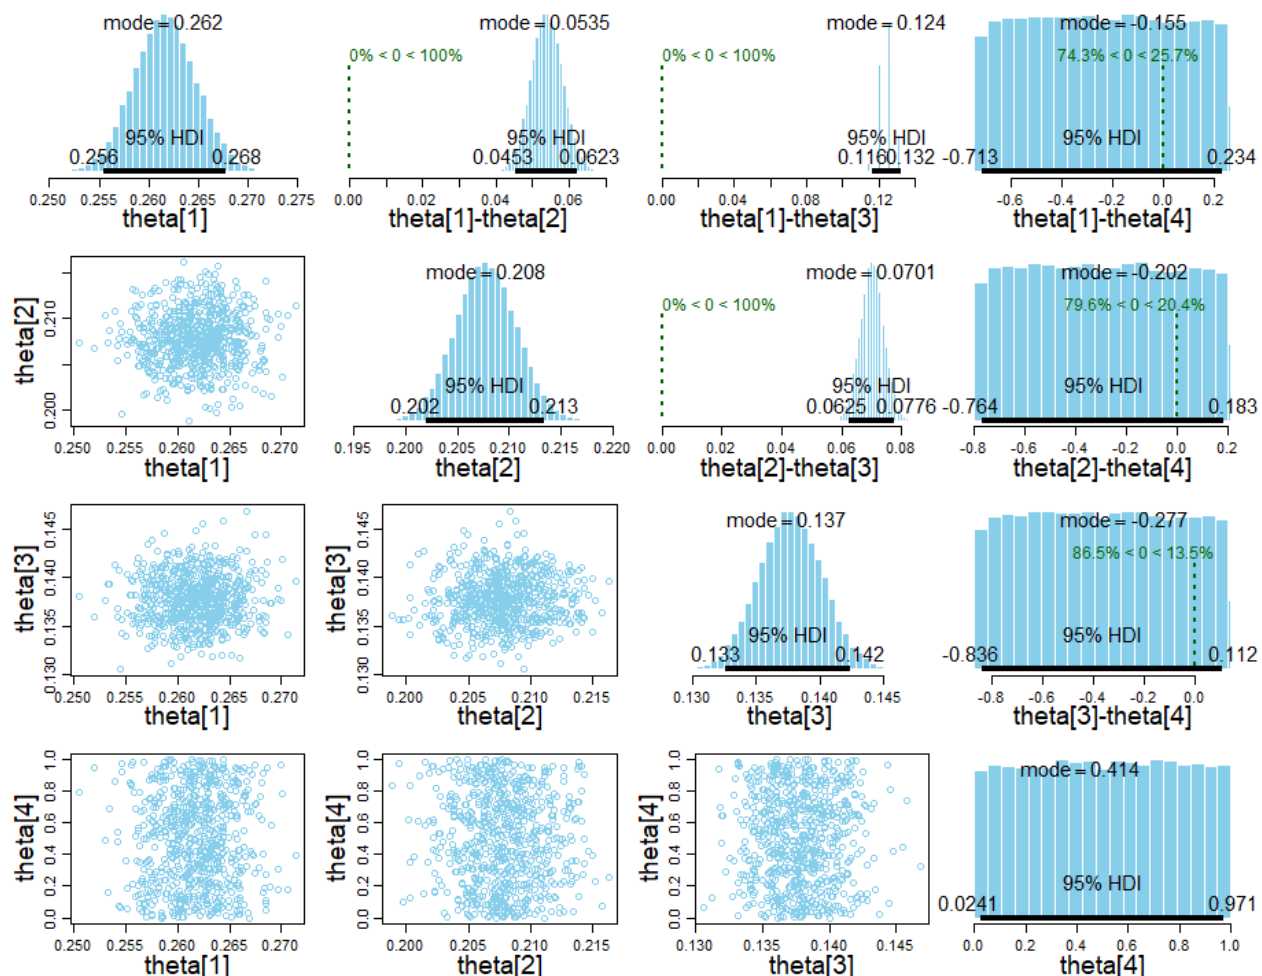 mode = 0.262
95% HDI
0.256 0.268
0.250 0.255 0.260 0.265 0.270 0.275
theta[1]
mode = 0.0535
0% < 0 < 100%
95% HDI
0.0453 0.0623
0.00 0.02 0.04 0.06
theta[1]-theta[2]
mode = 0.124
0% < 0 < 100%
95% HDI
0.116 0.132
0.00 0.04 0.08 0.12
theta[1]-theta[3]
mode = -0.155
74.3% < 0 < 25.7%
95% HDI
-0.713 0.234
-0.6 -0.4 -0.2 0.0 0.2
theta[1]-theta[4]
theta[2]
0.200 0.210
0.250 0.255 0.260 0.265 0.270
theta[1]
mode = 0.208
95% HDI
0.202 0.213
0.195 0.200 0.205 0.210 0.215 0.220
theta[2]
mode = 0.0701
0% < 0 < 100%
95% HDI
0.0625 0.0776
0.00 0.02 0.04 0.06 0.08
theta[2]-theta[3]
mode = -0.202
79.6% < 0 < 20.4%
95% HDI
-0.764 0.183
-0.8 -0.6 -0.4 -0.2 0.0 0.2
theta[2]-theta[4]
theta[3]
0.130 0.135 0.140 0.145
0.250 0.255 0.260 0.265 0.270
theta[1]
theta[3]
0.130 0.135 0.140 0.145
0.200 0.205 0.210 0.215
theta[2]
mode = 0.137
95% HDI
0.133 0.142
0.130 0.135 0.140 0.145
theta[3]
mode = -0.277
86.5% < 0 < 13.5%
95% HDI
-0.836 0.112
-0.8 -0.6 -0.4 -0.2 0.0
theta[3]-theta[4]
theta[4]
0.0 0.2 0.4 0.6 0.8 1.0
0.250 0.255 0.260 0.265 0.270
theta[1]
theta[4]
0.0 0.2 0.4 0.6 0.8 1.0
0.200 0.205 0.210 0.215
theta[2]
theta[4]
0.0 0.2 0.4 0.6 0.8 1.0
0.130 0.135 0.140 0.145
theta[3]
mode = 0.414
95% HDI
0.0241 0.971
0.0 0.2 0.4 0.6 0.8 1.0
theta[4]